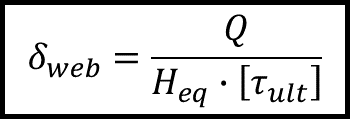 δ_web = Q / (H_eq · [τ_ult])